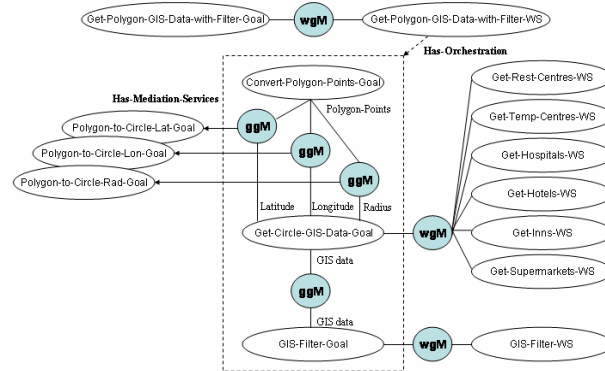 Get-Polygon-GIS-Data-with-Filter-Goal
wgM
Get-Polygon-GIS-Data-with-Filter-WS
Has-Orchestration
Has-Mediation-Services
Convert-Polygon-Points-Goal
Polygon-Points
Polygon-to-Circle-Lat-Goal
ggM
Polygon-to-Circle-Lon-Goal
ggM
Polygon-to-Circle-Rad-Goal
ggM
Latitude
Longitude
Radius
Get-Circle-GIS-Data-Goal
wgM
Get-Rest-Centres-WS
Get-Temp-Centres-WS
Get-Hospitals-WS
Get-Hotels-WS
Get-Inns-WS
Get-Supermarkets-WS
GIS data
ggM
GIS data
GIS-Filter-Goal
wgM
GIS-Filter-WS